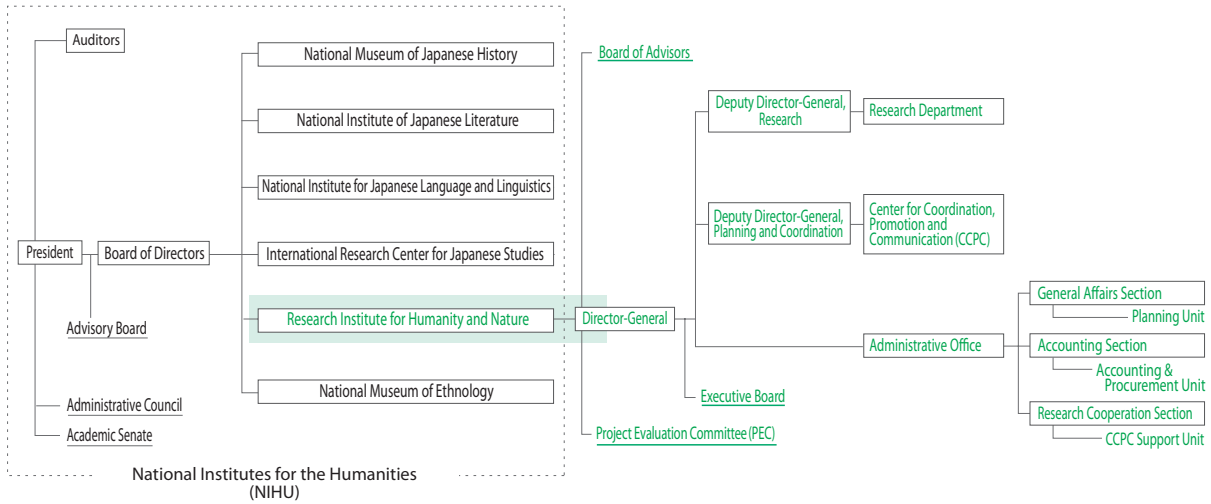 Auditors
National Museum of Japanese History
National Institute of Japanese Literature
National Institute for Japanese Language and Linguistics
President
Board of Directors
International Research Center for Japanese Studies
Advisory Board
Research Institute for Humanity and Nature
National Museum of Ethnology
Administrative Council
Academic Senate
National Institutes for the Humanities
(NIHU)
Board of Advisors
Deputy Director-General,
Research
Research Department
Deputy Director-General,
Planning and Coordination
Center for Coordination,
Promotion and
Communication (CCPC)
Director-General
Administrative Office
General Affairs Section
Planning Unit
Accounting Section
Accounting &
Procurement Unit
Research Cooperation Section
CCPC Support Unit
Executive Board
Project Evaluation Committee (PEC)